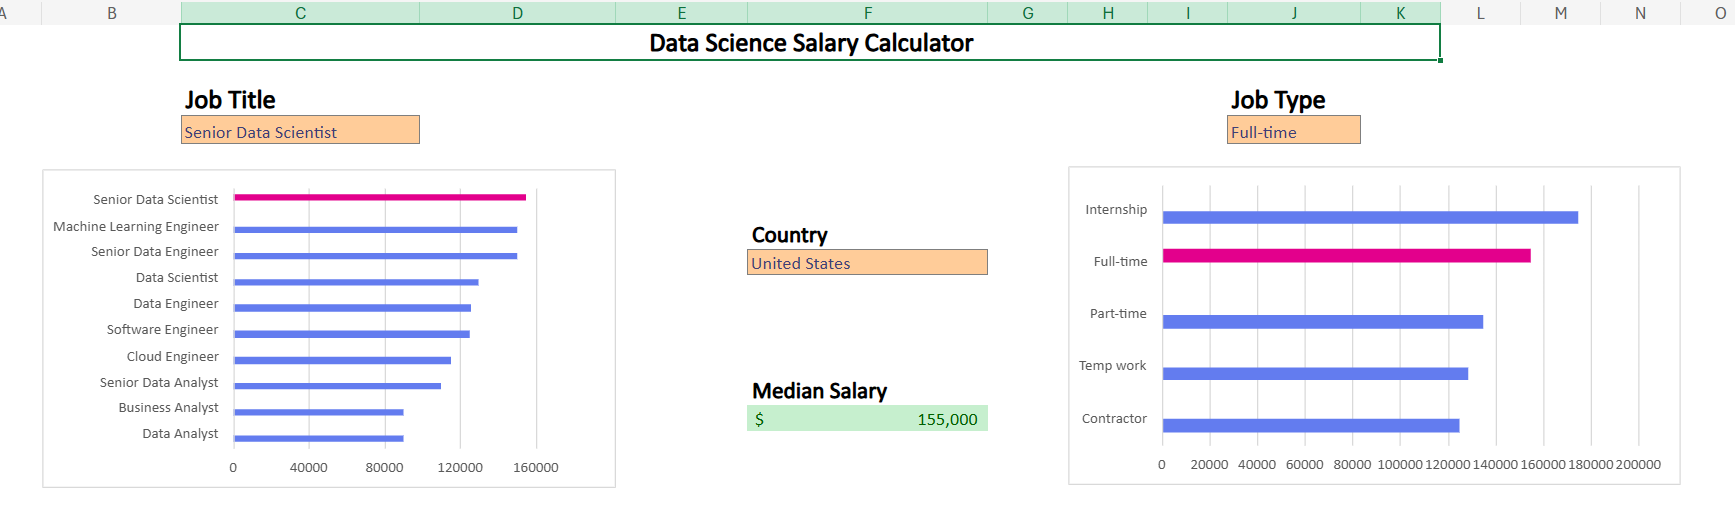 A B C D E F G H I J K L M N O
Data Science Salary Calculator
Job Title
Senior Data Scientist
Job Type
Full-time
Senior Data Scientist
Machine Learning Engineer
Senior Data Engineer
Data Scientist
Data Engineer
Software Engineer
Cloud Engineer
Senior Data Analyst
Business Analyst
Data Analyst
0 40000 80000 120000 160000
Country
United States
Median Salary
$ 155,000
Internship
Full-time
Part-time
Temp work
Contractor
0 20000 40000 60000 80000 100000 120000 140000 160000 180000 200000